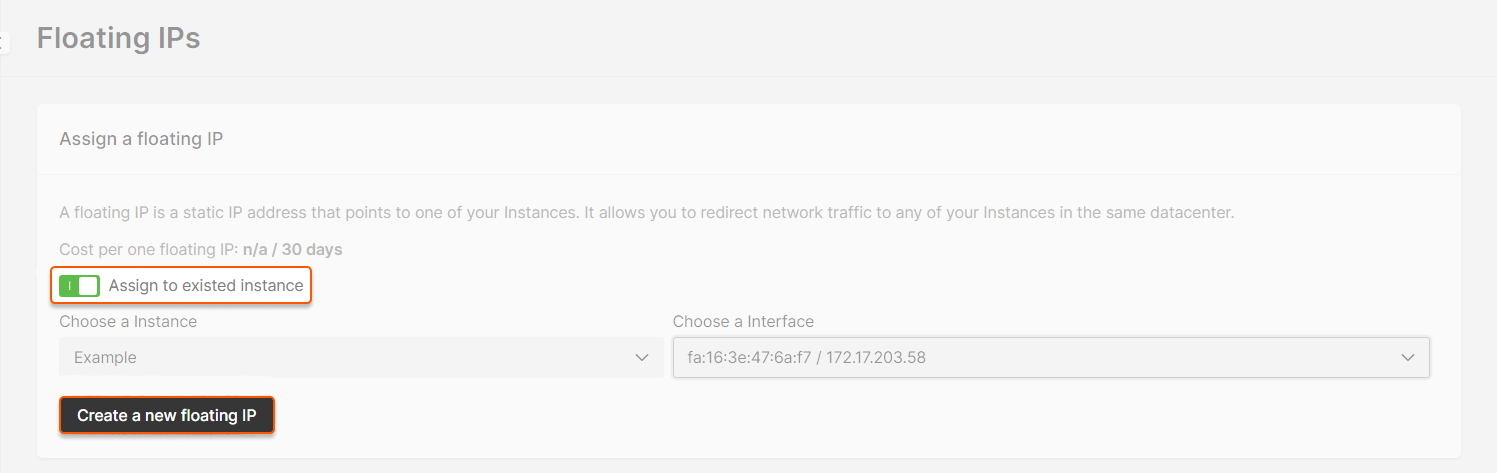 Floating IPs
Assign a floating IP
A floating IP is a static IP address that points to one of your Instances. It allows you to redirect network traffic to any of your Instances in the same datacenter.
Cost per one floating IP: n/a / 30 days
Assign to existed instance
Choose a Instance
Choose a Interface
Example
fa:16:3e:47:6a:f7 / 172.17.203.58
Create a new floating IP